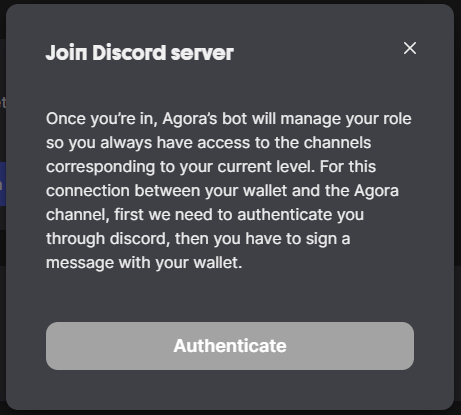 Join Discord server
Once you’re in, Agora’s bot will manage your role
so you always have access to the channels
corresponding to your current level. For this
connection between your wallet and the Agora
channel, first we need to authenticate you
through discord, then you have to sign a
message with your wallet.
Authenticate